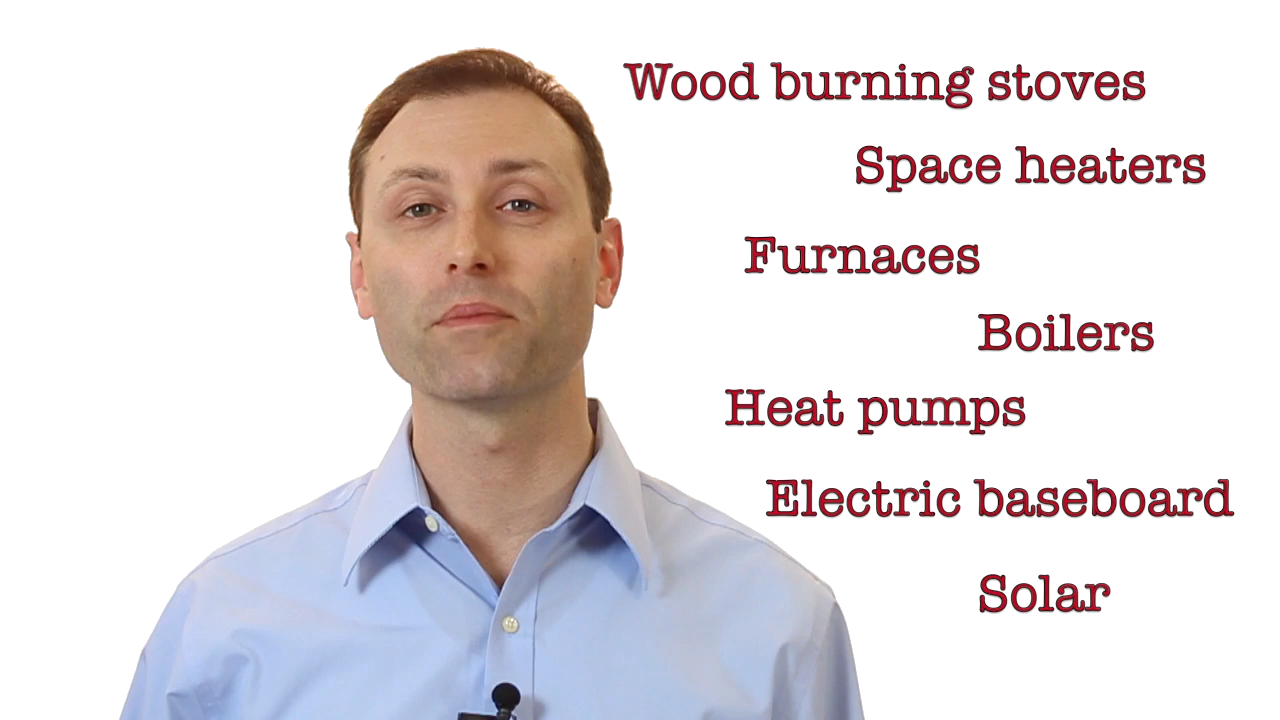 Wood burning stoves
Space heaters
Furnaces
Boilers
Heat pumps
Electric baseboard
Solar